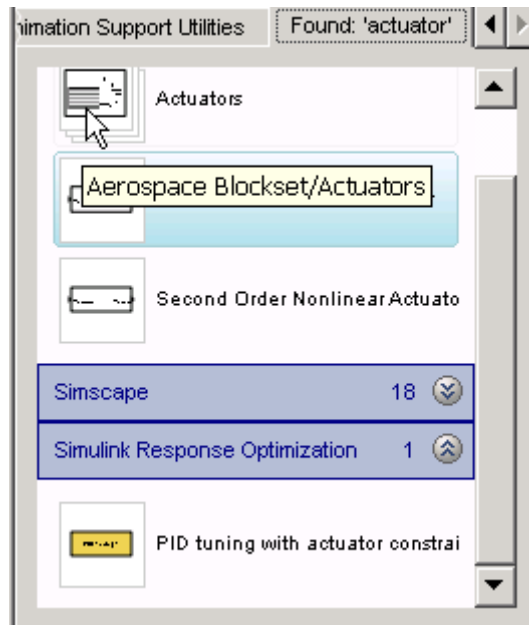 imation Support Utilities
Found: 'actuator'
Actuators
Aerospace Blockset/Actuators
Second Order Nonlinear Actuato
Simscape 18
Simulink Response Optimization 1
PID tuning with actuator constrai